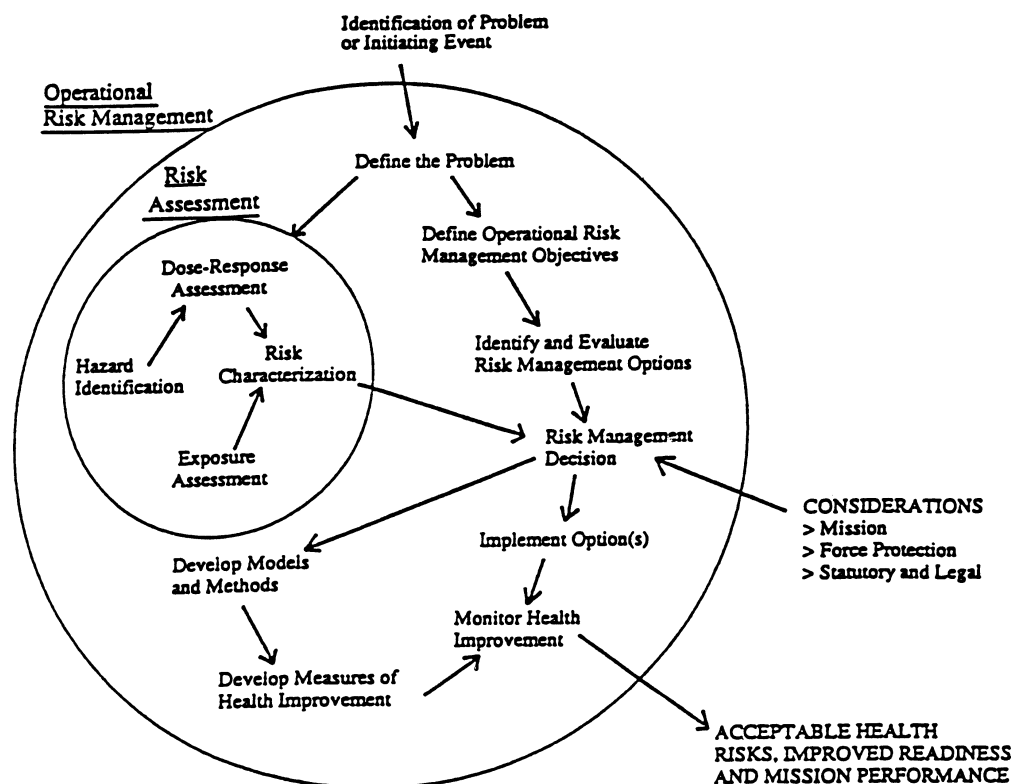 Identification of Problem
or Initiating Event
Operational
Risk Management
Define the Problem
Risk
Assessment
Define Operational Risk
Management Objectives
Dose-Response
Assessment
Identify and Evaluate
Risk Management Options
Hazard
Identification
Risk
Characterization
Risk Management
Decision
Exposure
Assessment
CONSIDERATIONS
> Mission
> Force Protection
> Statutory and Legal
Implement Option(s)
Develop Models
and Methods
Monitor Health
Improvement
Develop Measures of
Health Improvement
ACCEPTABLE HEALTH
RISKS, IMPROVED READINESS
AND MISSION PERFORMANCE